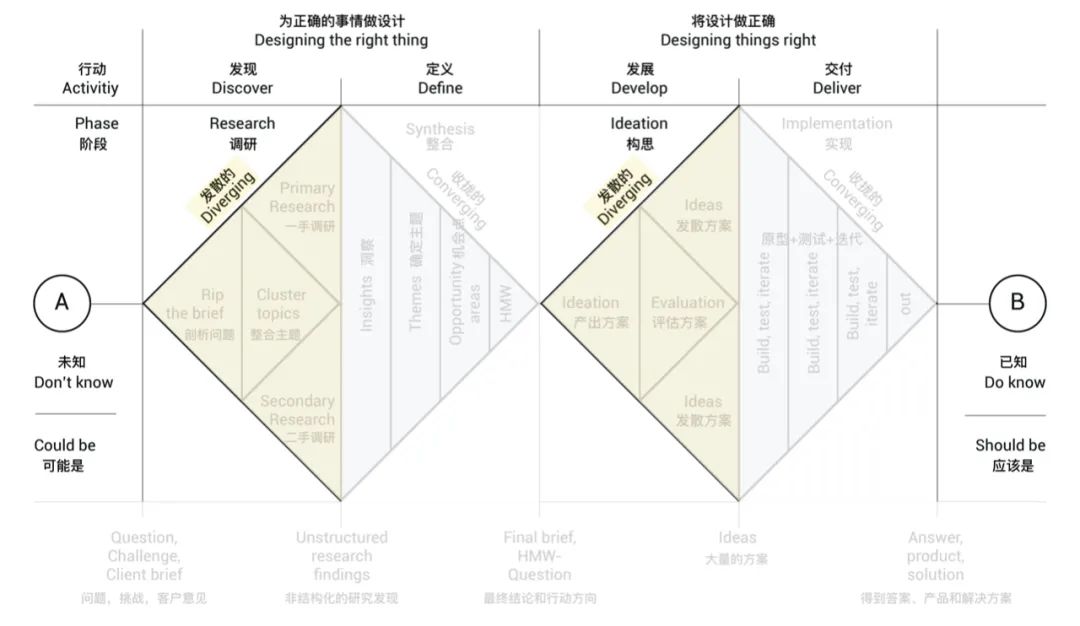 为正确的事情做设计
Designing the right thing
将设计做正确
Designing things right
行动
Activitiy
发现
Discover
定义
Define
发展
Develop
交付
Deliver
Phase
阶段
Research
调研
Synthesis
整合
Ideation
构思
Implementation
实现
发散的
Diverging
收拢的
Converging
发散的
Diverging
收拢的
Converging
Primary
Research
一手调研
Rip
the brief
剖析问题
Cluster
topics
整合主题
Secondary
Research
二手调研
Insights 洞察
Themes 确定主题
Opportunity 机会点
areas
HMW
Ideas
发散方案
Ideation
产出方案
Evaluation
评估方案
Ideas
发散方案
原型+测试+迭代
Build, test, iterate
Build, test, iterate
Build, test,
iterate
out
A
未知
Don't know
Could be
可能是
B
已知
Do know
Should be
应该是
Question,
Challenge,
Client brief
问题，挑战，客户意见
Unstructured
research
findings
非结构化的研究发现
Final brief,
HMW-
Question
最终结论和行动方向
Ideas
大量的方案
Answer,
product,
solution
得到答案、产品和解决方案